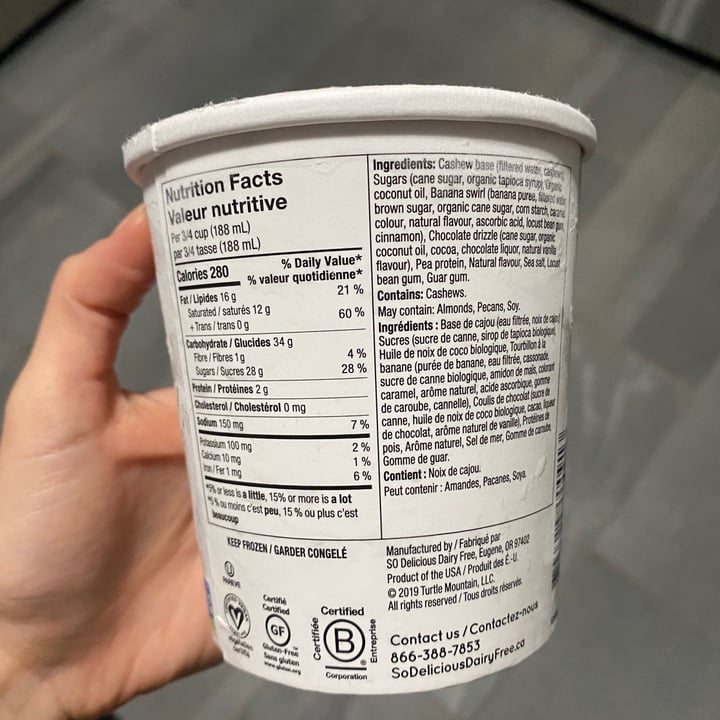 Nutrition Facts
Valeur nutritive
Per 3/4 cup (188 mL)
par 3/4 tasse (188 mL)
Calories 280
% Daily Value*
% valeur quotidienne*
Fat / Lipides 16 g 21 %
Saturated / saturés 12 g 60 %
+ Trans / trans 0 g
Carbohydrate / Glucides 34 g
Fibre / Fibres 1 g 4 %
Sugars / Sucres 28 g 28 %
Protein / Protéines 2 g
Cholesterol / Cholestérol 0 mg
Sodium 150 mg 7 %
Potassium 100 mg 2 %
Calcium 10 mg 1 %
Iron / Fer 1 mg 6 %
*5% or less is a little, 15% or more is a lot
*5 % ou moins c'est peu, 15 % ou plus c'est
beaucoup
Ingredients: Cashew base (filtered water, cashews),
Sugars (cane sugar, organic tapioca syrup), Organic
coconut oil, Banana swirl (banana puree, filtered water,
brown sugar, organic cane sugar, corn starch, caramel
colour, natural flavour, ascorbic acid, locust bean gum,
cinnamon), Chocolate drizzle (cane sugar, organic
coconut oil, cocoa, chocolate liquor, natural vanilla
flavour), Pea protein, Natural flavour, Sea salt, Locust
bean gum, Guar gum.
Contains: Cashews.
May contain: Almonds, Pecans, Soy.
Ingrédients : Base de cajou (eau filtrée, noix de cajou)
Sucres (sucre de canne, sirop de tapioca biologique),
Huile de noix de coco biologique, Tourbillon à la
banane (purée de banane, eau filtrée, cassonade,
sucre de canne biologique, amidon de maïs, colorant
caramel, arôme naturel, acide ascorbique, gomme
de caroube, cannelle), Coulis de chocolat (sucre de
canne, huile de noix de coco biologique, cacao, liqueur
de chocolat, arôme naturel de vanille), Protéines de
pois, Arôme naturel, Sel de mer, Gomme de caroube,
Gomme de guar.
Contient : Noix de cajou.
Peut contenir : Amandes, Pacanes, Soya.
KEEP FROZEN / GARDER CONGELÉ
Manufactured by / Fabriqué par
SO Delicious Dairy Free, Eugene, OR 97402
Product of the USA / Produit des É.-U.
© 2019 Turtle Mountain, LLC.
All rights reserved / Tous droits réservés.
Contact us / Contactez-nous
866-388-7853
SoDeliciousDairyFree.ca
U
PAREVE
Certifié
Certified
GF
Gluten-Free
Sans gluten
www.gluten.org
Certified
Certifiée
B
Entreprise
Corporation